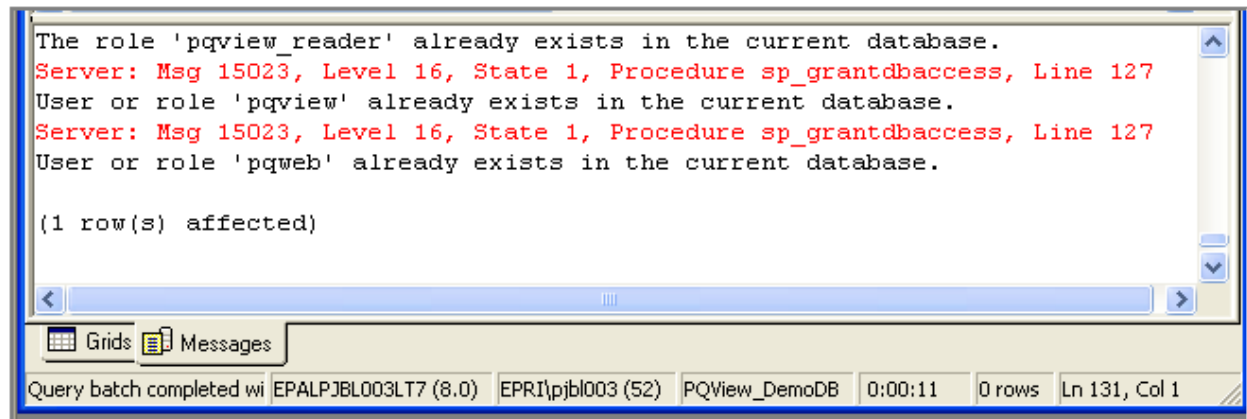 The role 'pqview_reader' already exists in the current database.
Server: Msg 15023, Level 16, State 1, Procedure sp_grantdbaccess, Line 127
User or role 'pqview' already exists in the current database.
Server: Msg 15023, Level 16, State 1, Procedure sp_grantdbaccess, Line 127
User or role 'pqweb' already exists in the current database.
(1 row(s) affected)
Grids Messages
Query batch completed wi EPALPJBL003LT7 (8.0) EPRI\pjbl003 (52) PQView_DemoDB 0:00:11 0 rows Ln 131, Col 1